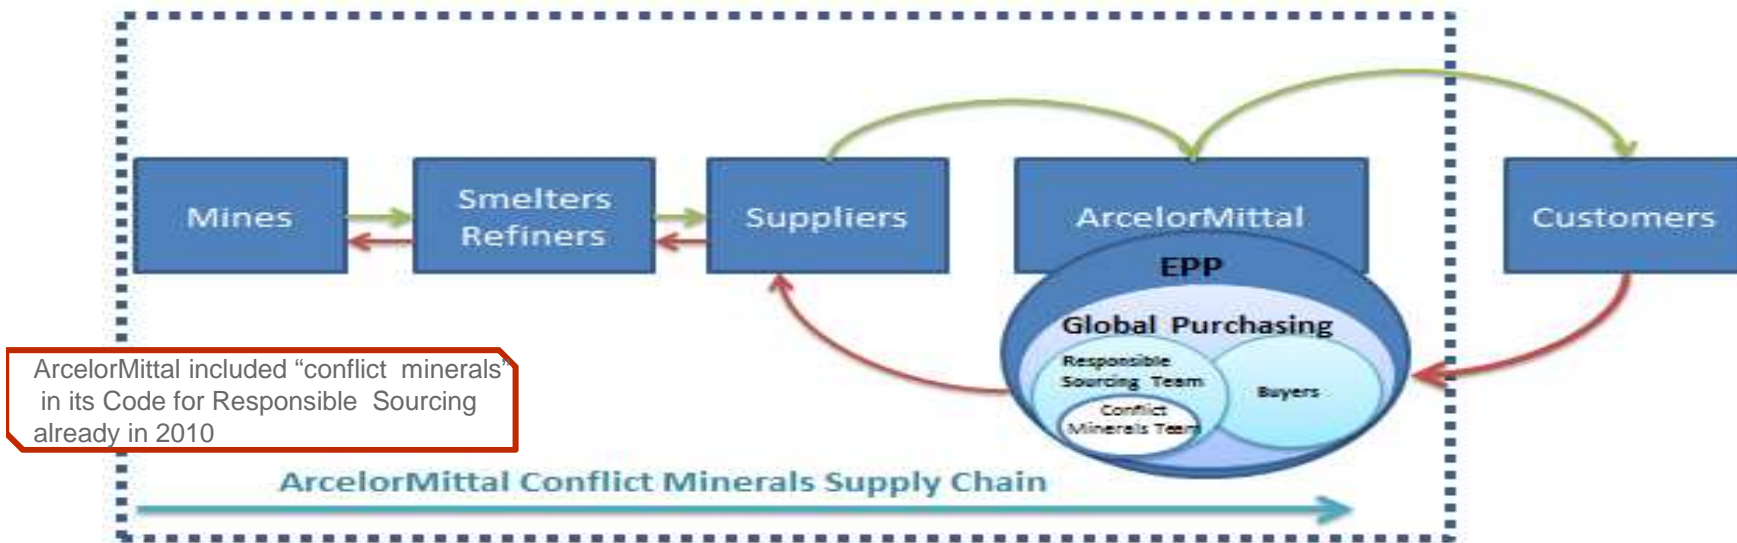 Mines
Smelters
Refiners
Suppliers
ArcelorMittal
Customers
EPP
Global Purchasing
Responsible
Sourcing Team
Buyers
Conflict
Minerals Team
ArcelorMittal included “conflict minerals”
in its Code for Responsible Sourcing
already in 2010
ArcelorMittal Conflict Minerals Supply Chain